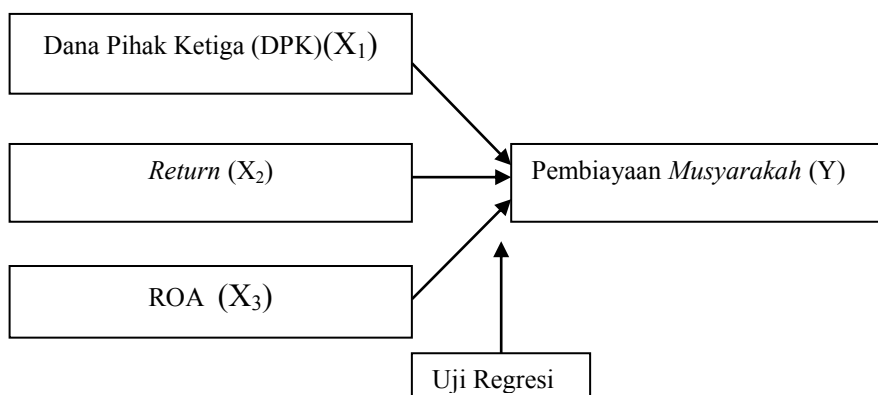 Dana Pihak Ketiga (DPK)(X₁)
Return (X₂)
Pembiayaan Musyarakah (Y)
ROA (X₃)
Uji Regresi